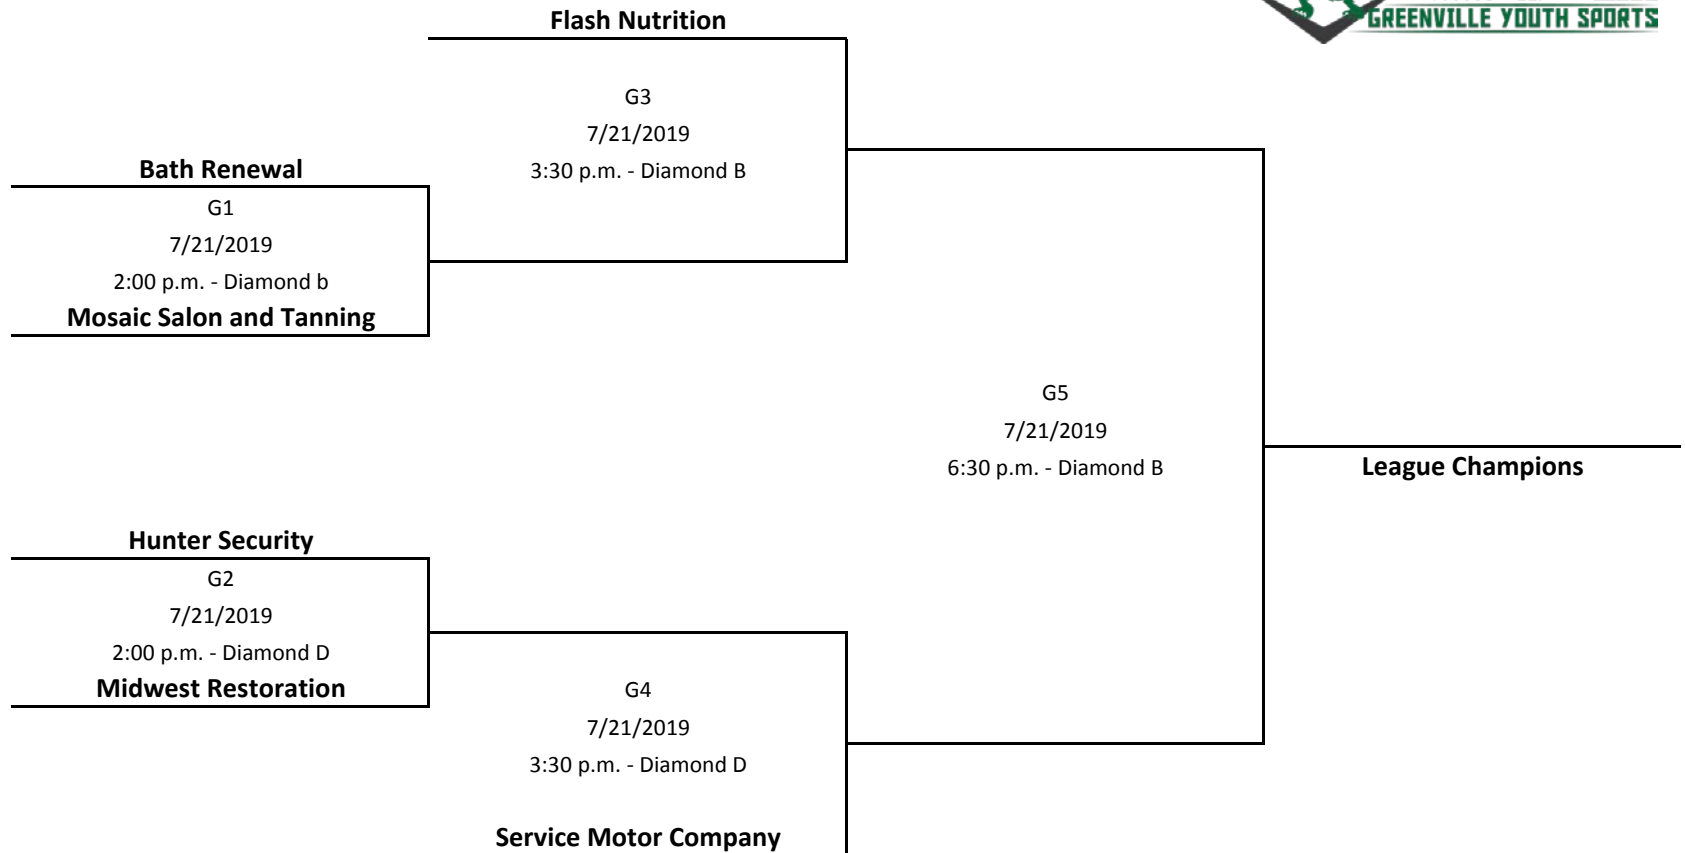 Flash Nutrition
GREENVILLE YOUTH SPORTS
G3
7/21/2019
3:30 p.m. - Diamond B
Bath Renewal
G1
7/21/2019
2:00 p.m. - Diamond b
Mosaic Salon and Tanning
G5
7/21/2019
6:30 p.m. - Diamond B
League Champions
Hunter Security
G2
7/21/2019
2:00 p.m. - Diamond D
Midwest Restoration
G4
7/21/2019
3:30 p.m. - Diamond D
Service Motor Company